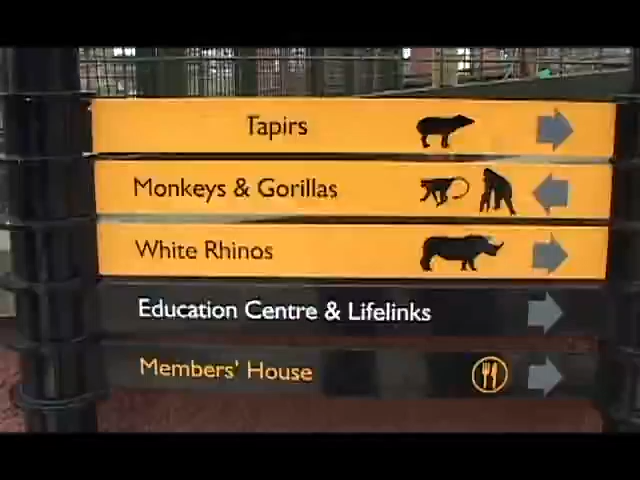 Tapirs
Monkeys & Gorillas
White Rhinos
Education Centre & Lifelinks
Members' House